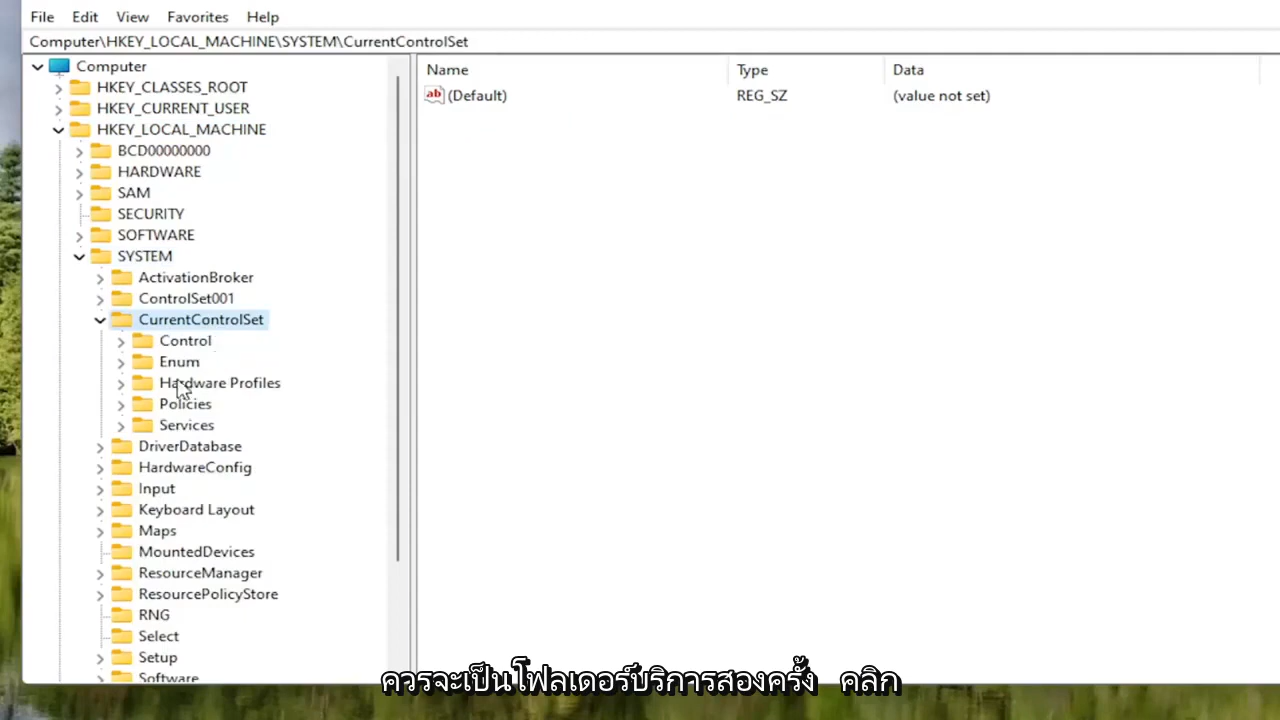 File Edit View Favorites Help
Computer\HKEY_LOCAL_MACHINE\SYSTEM\CurrentControlSet
Computer
HKEY_CLASSES_ROOT
HKEY_CURRENT_USER
HKEY_LOCAL_MACHINE
BCD00000000
HARDWARE
SAM
SECURITY
SOFTWARE
SYSTEM
ActivationBroker
ControlSet001
CurrentControlSet
Control
Enum
Hardware Profiles
Policies
Services
DriverDatabase
HardwareConfig
Input
Keyboard Layout
Maps
MountedDevices
ResourceManager
ResourcePolicyStore
RNG
Select
Setup
Software
Name Type Data
ab (Default) REG_SZ (value not set)
ควรจะเป็นโฟลเดอร์บริการสองครั้ง คลิก